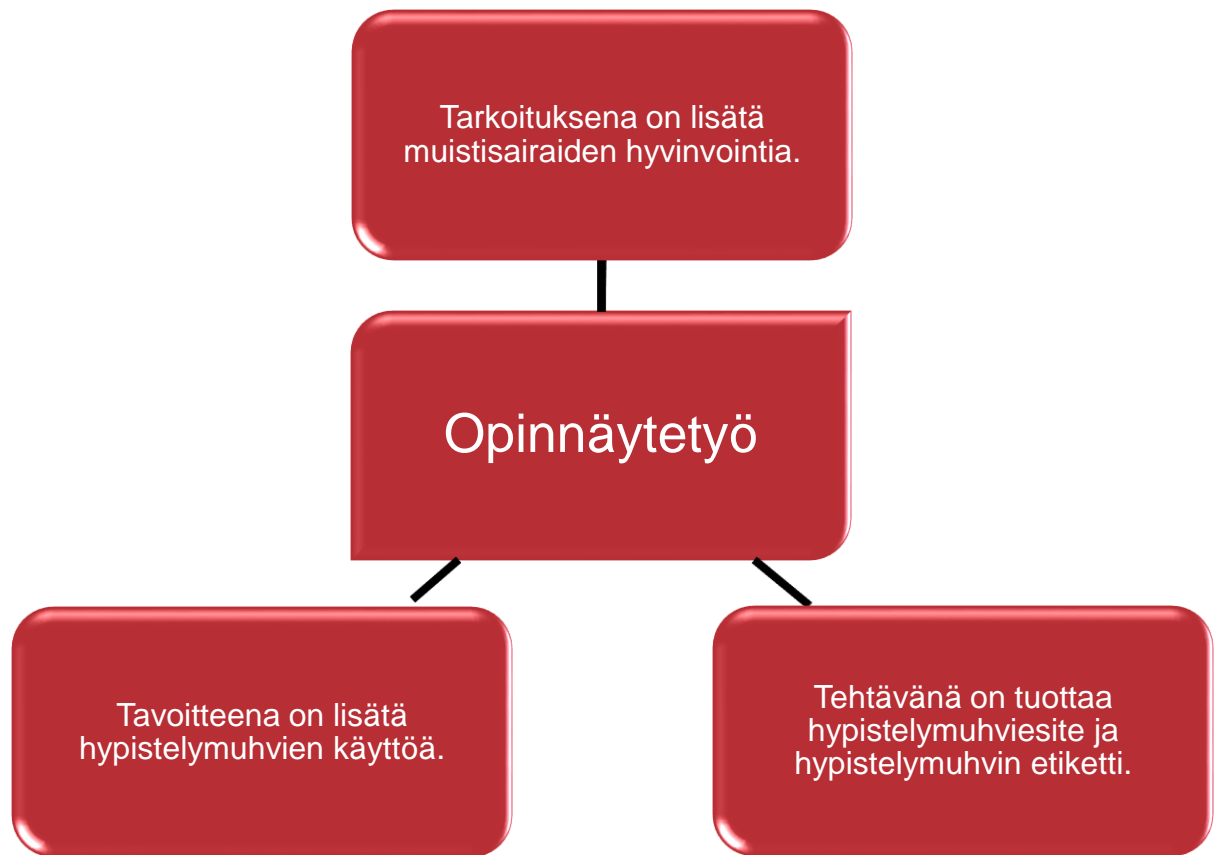 Tarkoituksena on lisätä
muistisairaiden hyvinvointia.
Opinnäytetyö
Tavoitteena on lisätä
hypistelymuhvien käyttöä.
Tehtävänä on tuottaa
hypistelymuhviesite ja
hypistelymuhvin etiketti.